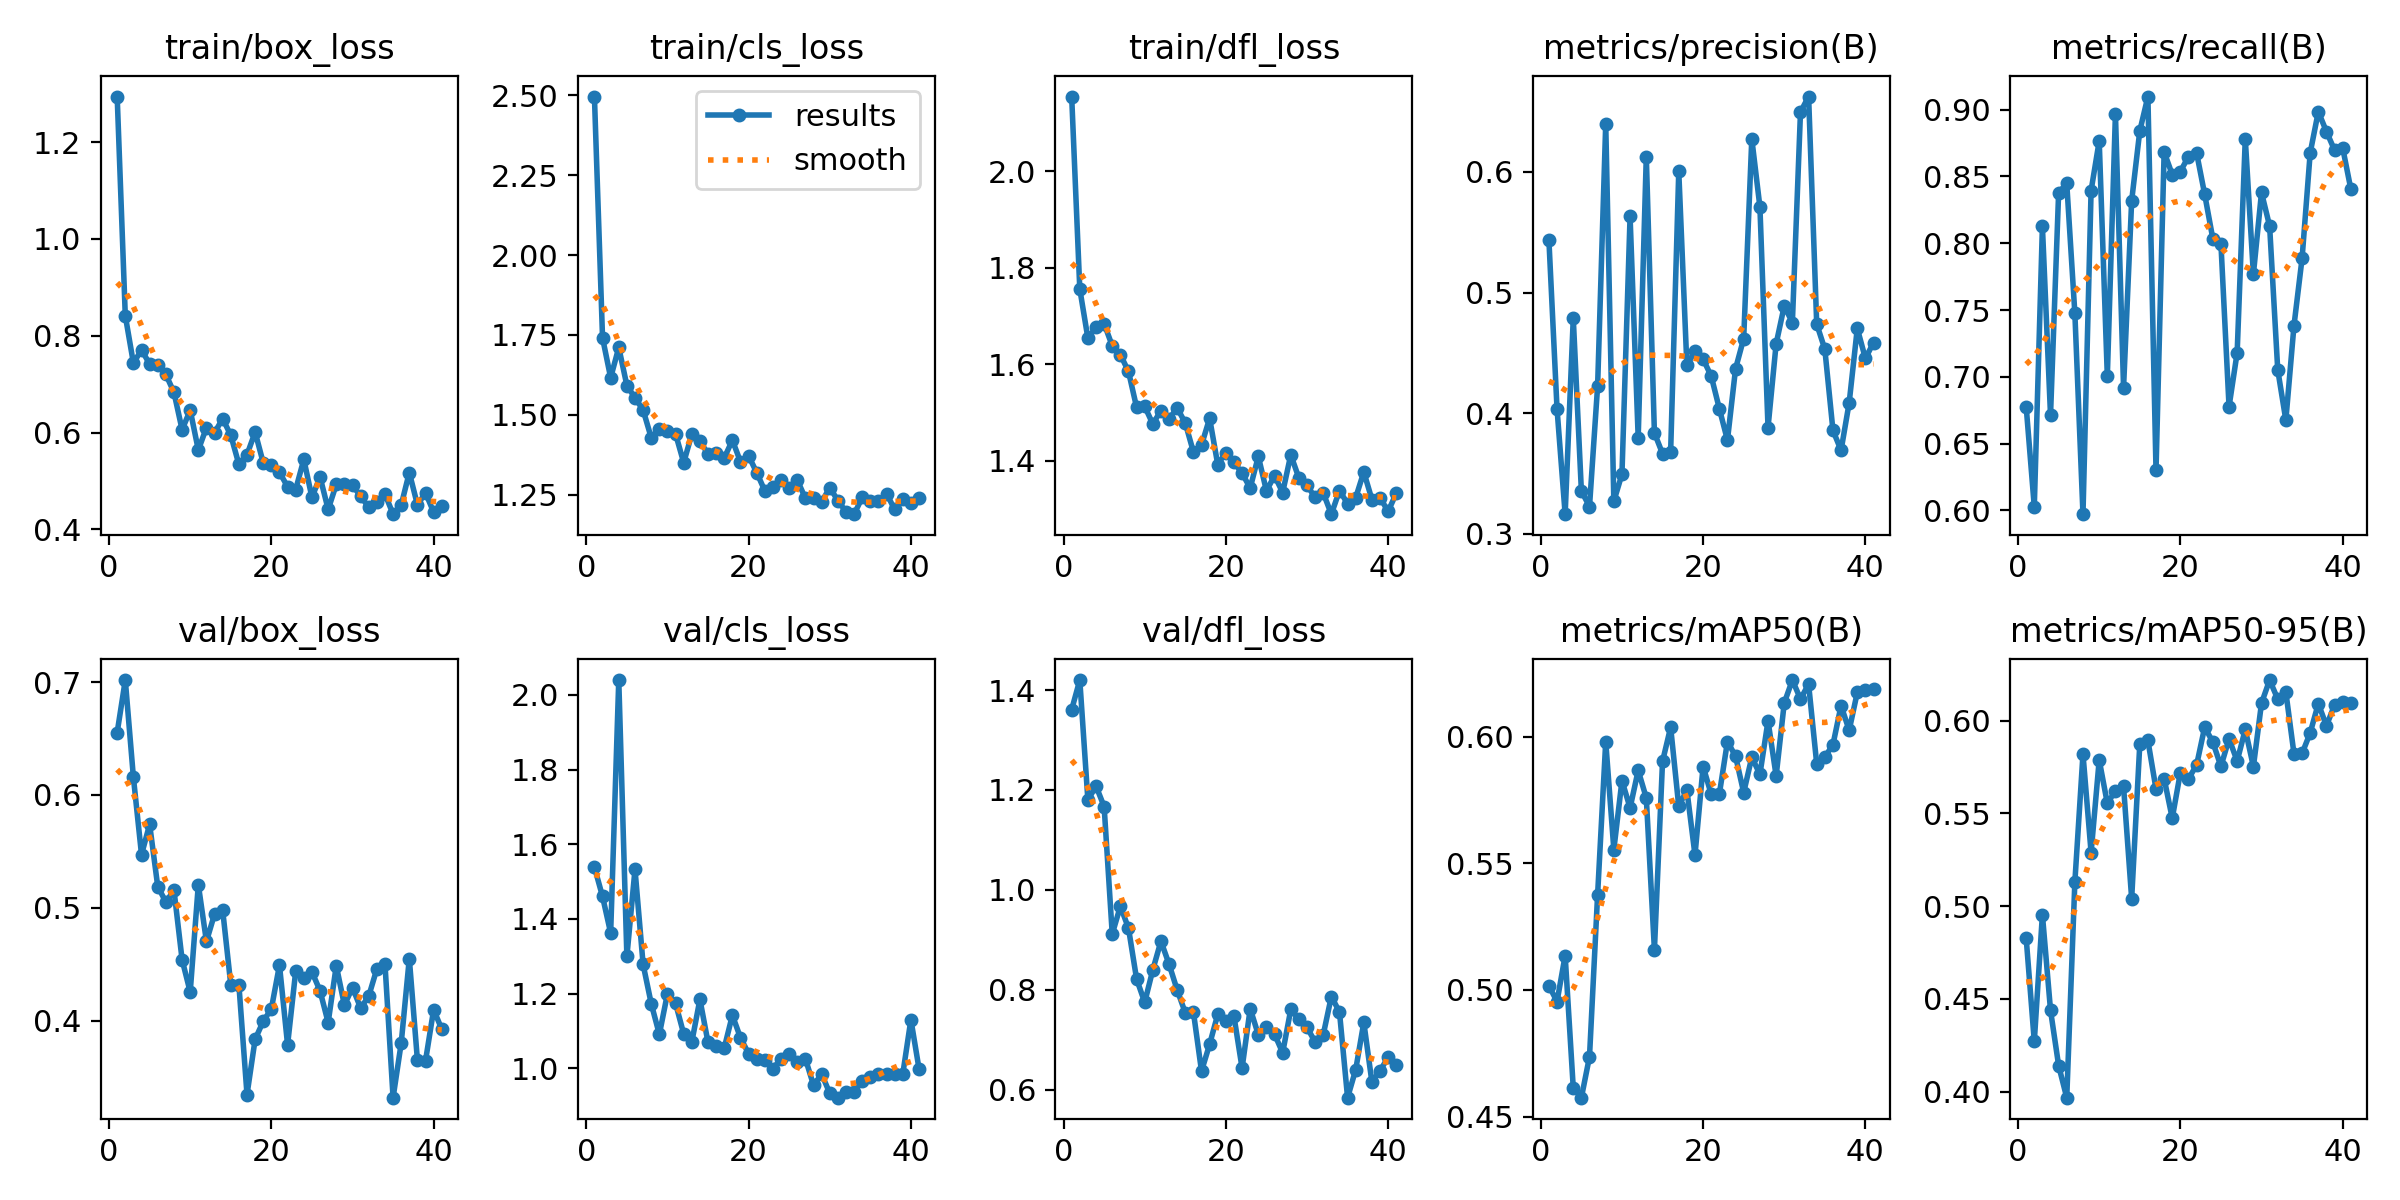 train/box_loss
1.2
1.0
0.8
0.6
0.4
0 20 40
train/cls_loss
results
smooth
2.50
2.25
2.00
1.75
1.50
1.25
0 20 40
train/dfl_loss
2.0
1.8
1.6
1.4
0 20 40
metrics/precision(B)
0.6
0.5
0.4
0.3
0 20 40
metrics/recall(B)
0.90
0.85
0.80
0.75
0.70
0.65
0.60
0 20 40
val/box_loss
0.7
0.6
0.5
0.4
0 20 40
val/cls_loss
2.0
1.8
1.6
1.4
1.2
1.0
0 20 40
val/dfl_loss
1.4
1.2
1.0
0.8
0.6
0 20 40
metrics/mAP50(B)
0.60
0.55
0.50
0.45
0 20 40
metrics/mAP50-95(B)
0.60
0.55
0.50
0.45
0.40
0 20 40